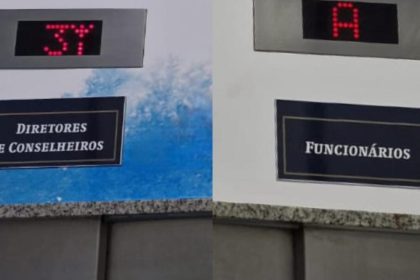 3Y
DIRETORES
E CONSELHEIROS
A
FUNCIONÁRIOS